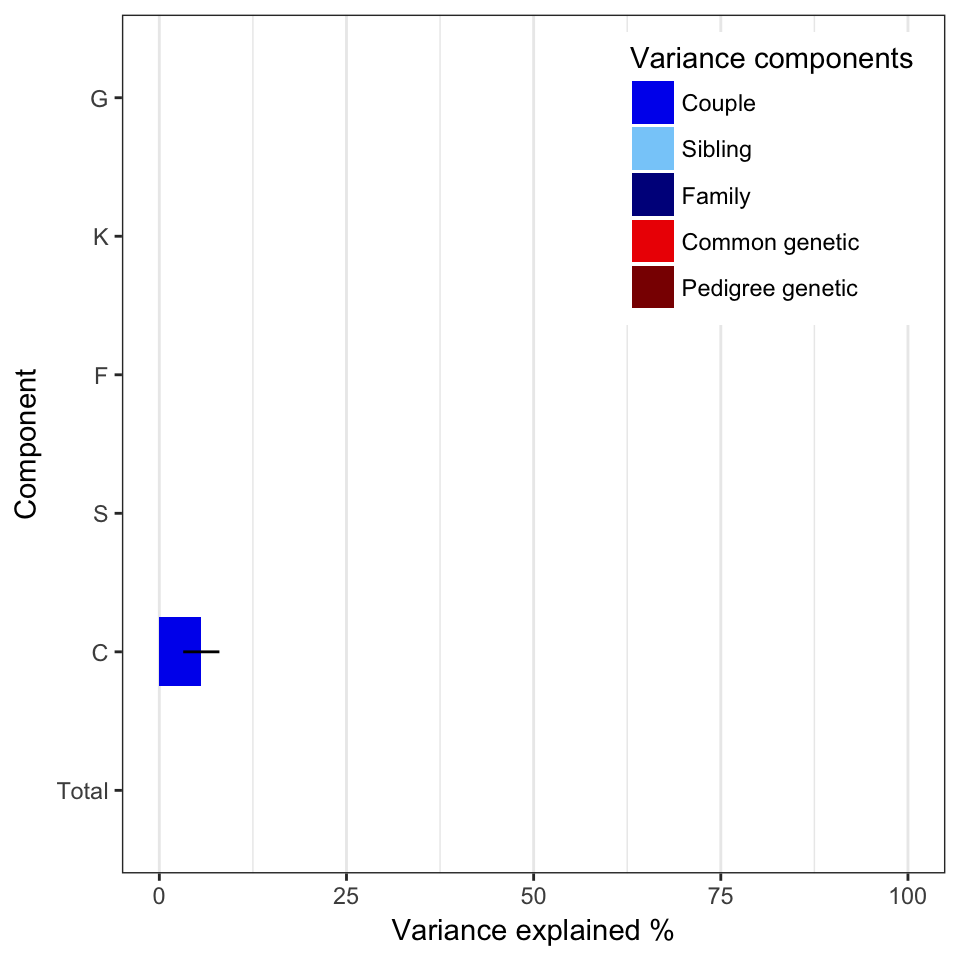 Variance components
Couple
Sibling
Family
Common genetic
Pedigree genetic
G
K
F
S
C
Total
Component
0 25 50 75 100
Variance explained %